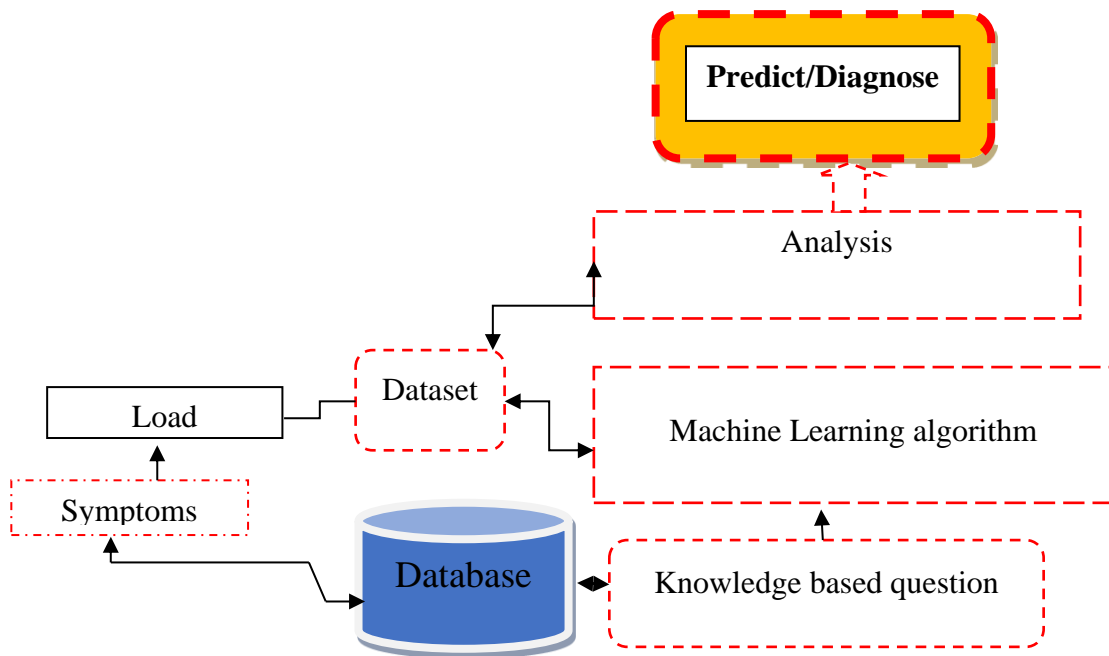 Predict/Diagnose
Analysis
Dataset
Load
Machine Learning algorithm
Symptoms
Database
Knowledge based question